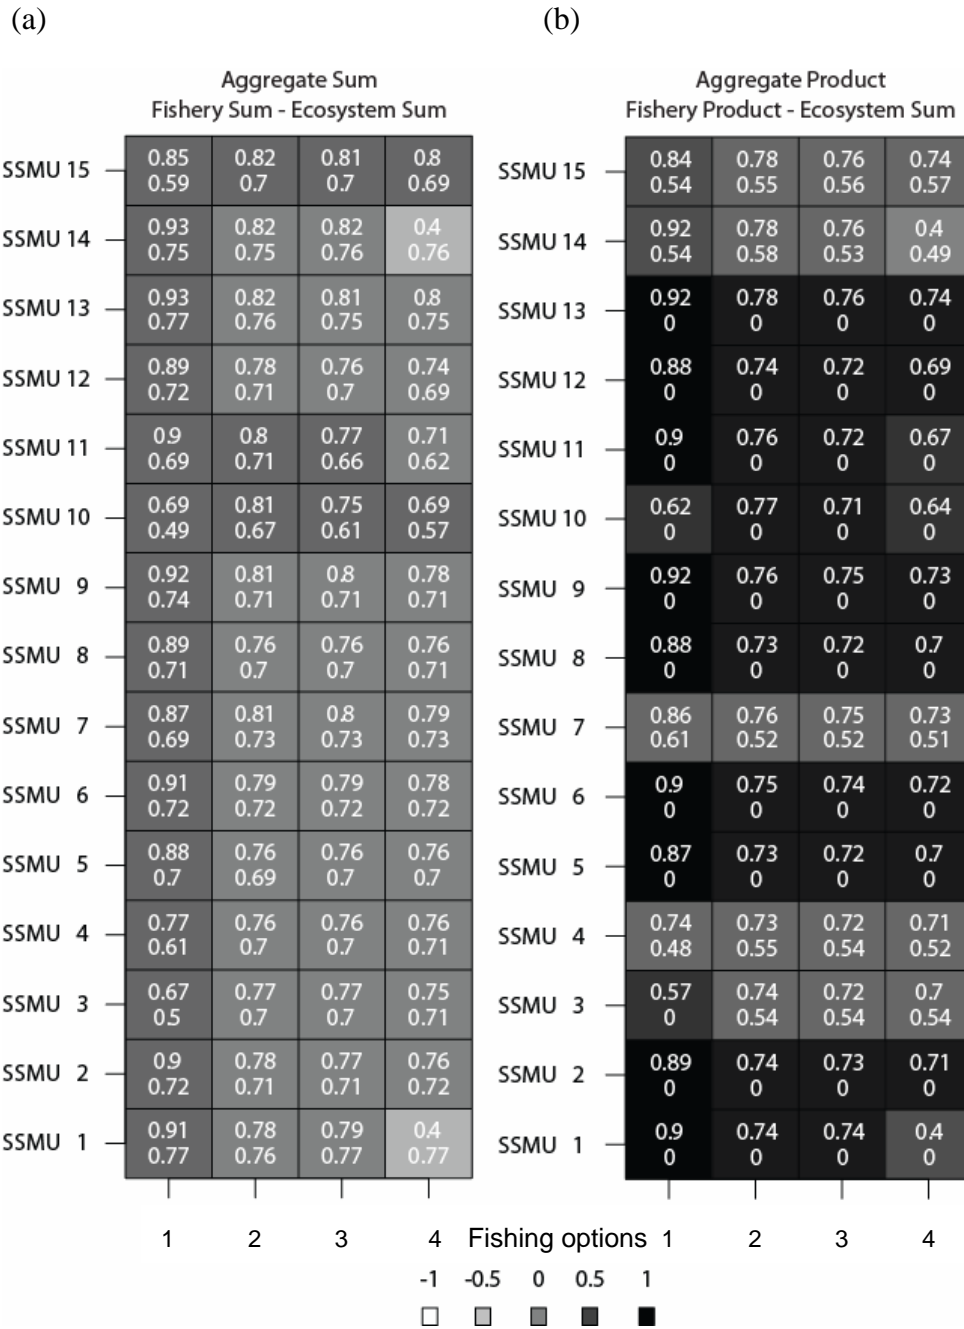 (a)
(b)
Aggregate Sum
Fishery Sum - Ecosystem Sum
SSMU 15
0.85 0.82 0.81 0.8
0.59 0.7 0.7 0.69
SSMU 14
0.93 0.82 0.82 0.4
0.75 0.75 0.76 0.76
SSMU 13
0.93 0.82 0.81 0.8
0.77 0.76 0.75 0.75
SSMU 12
0.89 0.78 0.76 0.74
0.72 0.71 0.7 0.69
SSMU 11
0.9 0.8 0.77 0.71
0.69 0.71 0.66 0.62
SSMU 10
0.69 0.81 0.75 0.69
0.49 0.67 0.61 0.57
SSMU 9
0.92 0.81 0.8 0.78
0.74 0.71 0.71 0.71
SSMU 8
0.89 0.76 0.76 0.76
0.71 0.7 0.7 0.71
SSMU 7
0.87 0.81 0.8 0.79
0.69 0.73 0.73 0.73
SSMU 6
0.91 0.79 0.79 0.78
0.72 0.72 0.72 0.72
SSMU 5
0.88 0.76 0.76 0.76
0.7 0.69 0.7 0.7
SSMU 4
0.77 0.76 0.76 0.76
0.61 0.7 0.7 0.71
SSMU 3
0.67 0.77 0.77 0.75
0.5 0.7 0.7 0.71
SSMU 2
0.9 0.78 0.77 0.76
0.72 0.71 0.71 0.72
SSMU 1
0.91 0.78 0.79 0.4
0.77 0.76 0.77 0.77
Aggregate Product
Fishery Product - Ecosystem Sum
SSMU 15
0.84 0.78 0.76 0.74
0.54 0.55 0.56 0.57
SSMU 14
0.92 0.78 0.76 0.4
0.54 0.58 0.53 0.49
SSMU 13
0.92 0.78 0.76 0.74
0 0 0 0
SSMU 12
0.88 0.74 0.72 0.69
0 0 0 0
SSMU 11
0.9 0.76 0.72 0.67
0 0 0 0
SSMU 10
0.62 0.77 0.71 0.64
0 0 0 0
SSMU 9
0.92 0.76 0.75 0.73
0 0 0 0
SSMU 8
0.88 0.73 0.72 0.7
0 0 0 0
SSMU 7
0.86 0.76 0.75 0.73
0.61 0.52 0.52 0.51
SSMU 6
0.9 0.75 0.74 0.72
0 0 0 0
SSMU 5
0.87 0.73 0.72 0.7
0 0 0 0
SSMU 4
0.74 0.73 0.72 0.71
0.48 0.55 0.54 0.52
SSMU 3
0.57 0.74 0.72 0.7
0 0.54 0.54 0.54
SSMU 2
0.89 0.74 0.73 0.71
0 0 0 0
SSMU 1
0.9 0.74 0.74 0.4
0 0 0 0
1 2 3 4 Fishing options 1 2 3 4
-1 -0.5 0 0.5 1